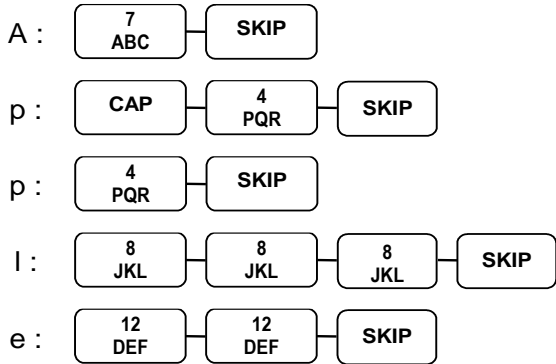 A : 7 ABC SKIP
p : CAP 4 PQR SKIP
p : 4 PQR SKIP
l : 8 JKL 8 JKL 8 JKL SKIP
e : 12 DEF 12 DEF SKIP